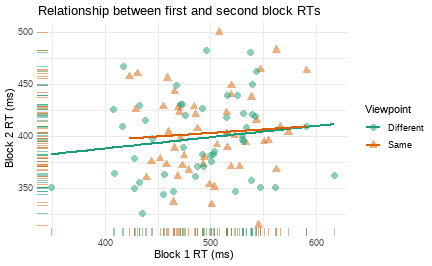 Relationship between first and second block RTs
500
450
400
350
Block 2 RT (ms)
400
500
600
Block 1 RT (ms)
Viewpoint
Different
Same